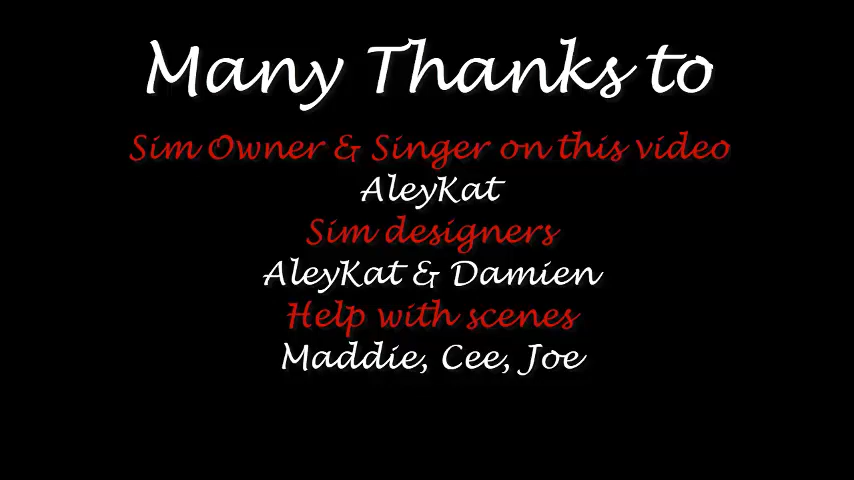 Many Thanks to
Sim Owner & Singer on this video
AleyKat
Sim designers
AleyKat & Damien
Help with scenes
Maddie, Cee, Joe